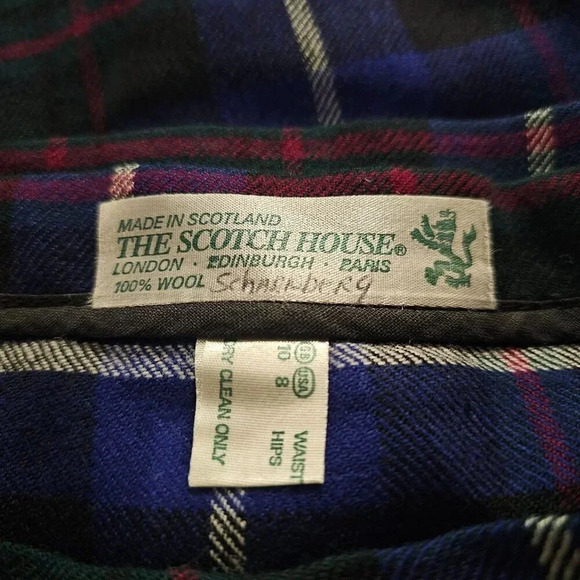 MADE IN SCOTLAND
THE SCOTCH HOUSE®
LONDON · EDINBURGH · PARIS
100% WOOL Scharnberg
GB USA WAIST
10 8 HIPS
DRY CLEAN ONLY